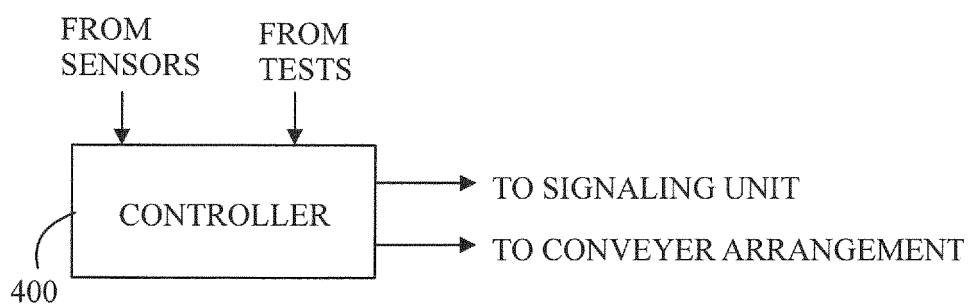 FROM
SENSORS
FROM
TESTS
CONTROLLER
TO SIGNALING UNIT
TO CONVEYER ARRANGEMENT
400